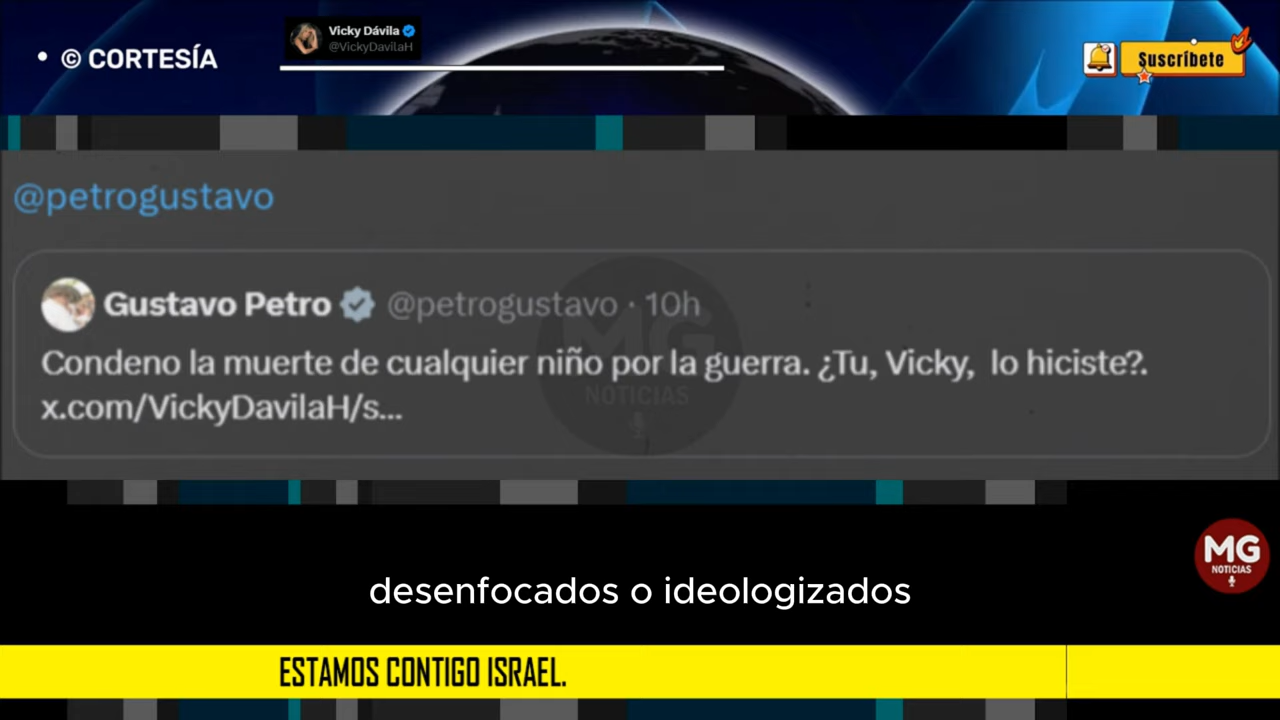 • © CORTESÍA
Vicky Dávila
@VickyDavilaH
Suscríbete
@petrogustavo
Gustavo Petro @petrogustavo · 10h
Condeno la muerte de cualquier niño por la guerra. ¿Tu, Vicky, lo hiciste?.
x.com/VickyDavilaH/s...
MG
NOTICIAS
MG
NOTICIAS
desenfocados o ideologizados
ESTAMOS CONTIGO ISRAEL.